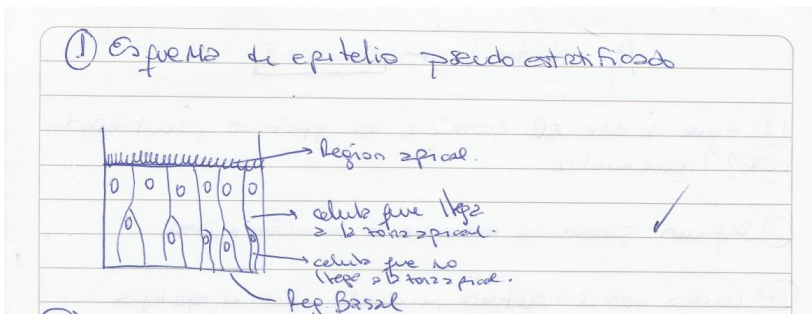 ① Esquema de epitelio pseudo estratificado
Region apical.
celula que llega
a la zona apical.
celula que no
llega a la zona apical.
Reg. Basal